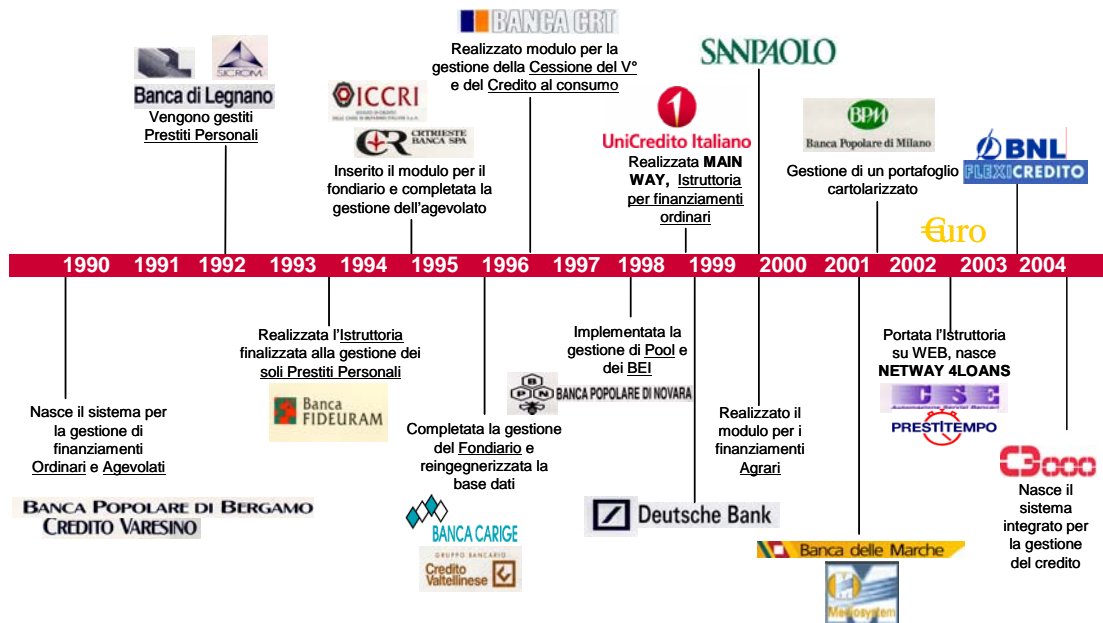 BANCA CRT
Realizzato modulo per la
gestione della Cessione del V°
e del Credito al consumo
SICROM
Banca di Legnano
Vengono gestiti
Prestiti Personali
ICCRI
CRTRIESTE
BANCA SPA
Inserito il modulo per il
fondiario e completata la
gestione dell'agevolato
UniCredito Italiano
Realizzata MAIN
WAY, Istruttoria
per finanziamenti
ordinari
SANPAOLO
BPM
Banca Popolare di Milano
Gestione di un portafoglio
cartolarizzato
BNL
FLEXICREDITO
€uro
1990 1991 1992 1993 1994 1995 1996 1997 1998 1999 2000 2001 2002 2003 2004
Nasce il sistema per
la gestione di
finanziamenti
Ordinari e Agevolati
BANCA POPOLARE DI BERGAMO
CREDITO VARESINO
Realizzata l'Istruttoria
finalizzata alla gestione dei
soli Prestiti Personali
Banca
FIDEURAM
Completata la gestione
del Fondiario e
reingegnerizzata la
base dati
BANCA CARIGE
GRUPPO BANCARIO
Credito
Valtellinese
Implementata la
gestione di Pool e
dei BEI
BPN
BANCA POPOLARE DI NOVARA
Deutsche Bank
Realizzato il
modulo per i
finanziamenti
Agrari
Banca delle Marche
Mediosystem
Portata l'Istruttoria
su WEB, nasce
NETWAY 4LOANS
CSE
Automazione Servizi Bancari
PRESTITEMPO
C3000
Nasce il
sistema
integrato per
la gestione
del credito